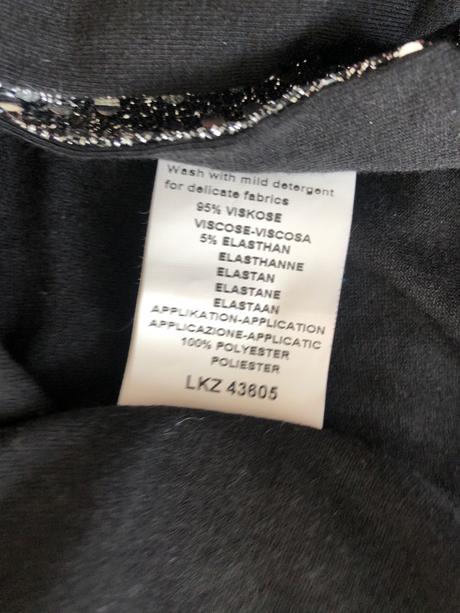 Wash with mild detergent
for delicate fabrics
95% VISKOSE
VISCOSE-VISCOSA
5% ELASTHAN
ELASTHANNE
ELASTAN
ELASTANE
ELASTAAN
APPLIKATION-APPLICATION
APPLICAZIONE-APPLICATIC
100% POLYESTER
POLIESTER
LKZ 43605